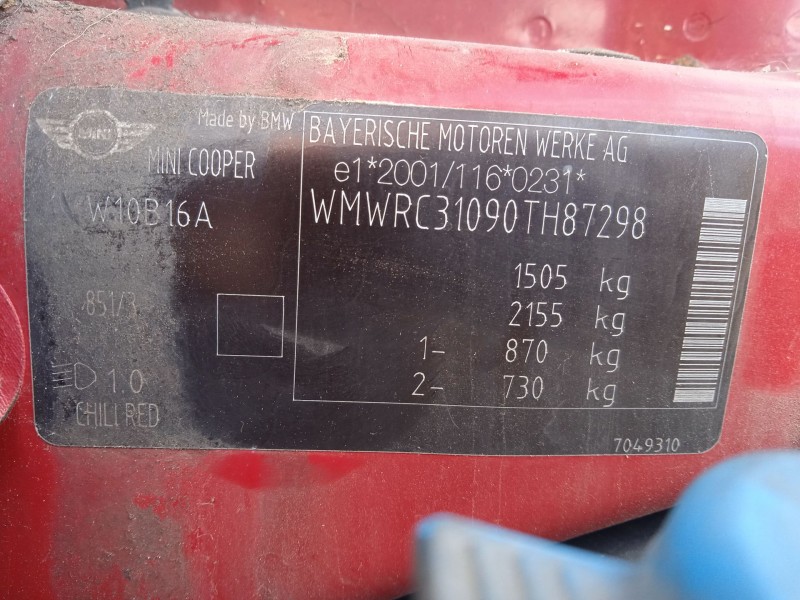 MINI
Made by BMW
MINI COOPER
W10B16A
851/3
1.0
CHILI RED
BAYERISCHE MOTOREN WERKE AG
e1*2001/116*0231*
WMWRC31090TH87298
1505 kg
2155 kg
1- 870 kg
2- 730 kg
7049310